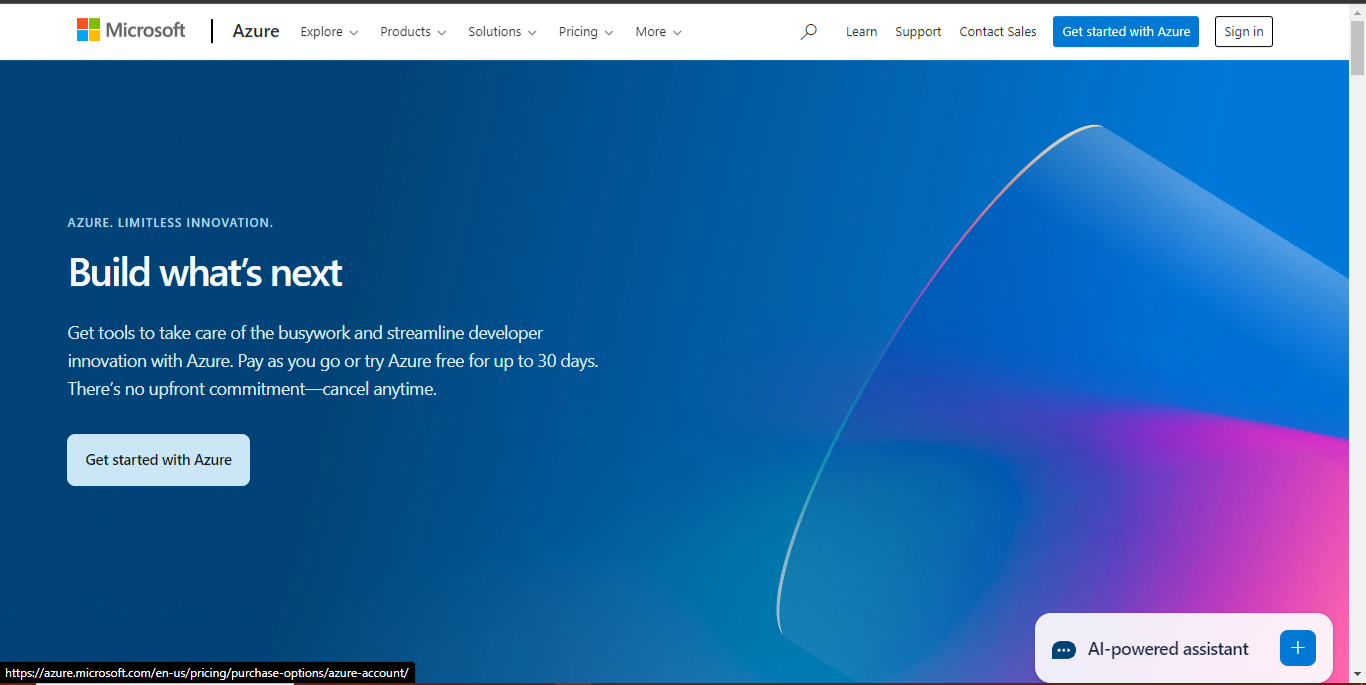 Microsoft Azure Explore Products Solutions Pricing More Learn Support Contact Sales Get started with Azure Sign in
AZURE. LIMITLESS INNOVATION.
Build what’s next
Get tools to take care of the busywork and streamline developer
innovation with Azure. Pay as you go or try Azure free for up to 30 days.
There’s no upfront commitment—cancel anytime.
Get started with Azure
AI-powered assistant
https://azure.microsoft.com/en-us/pricing/purchase-options/azure-account/